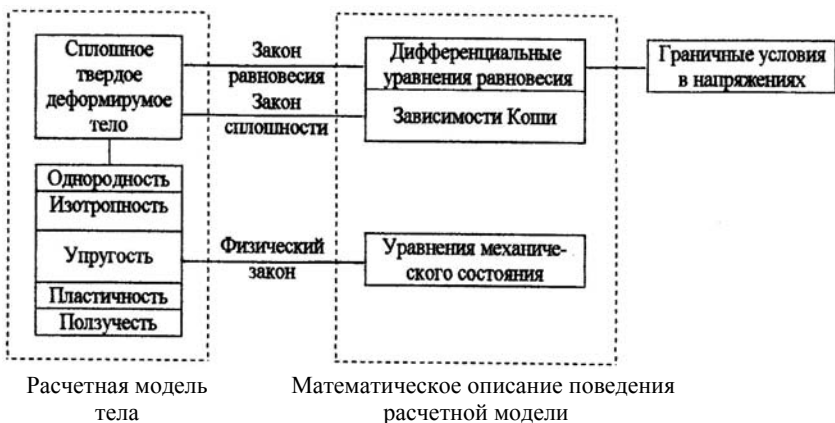 Сплошное
твердое
деформирумое
тело
Закон
равновесия
Закон
сплошности
Дифференциальные
уравнения равновесия
Зависимости Коши
Граничные условия
в напряжениях
Однородность
Изотропность
Упругость
Пластичность
Ползучесть
Физический
закон
Уравнения механиче-
ского состояния
Расчетная модель
тела
Математическое описание поведения
расчетной модели